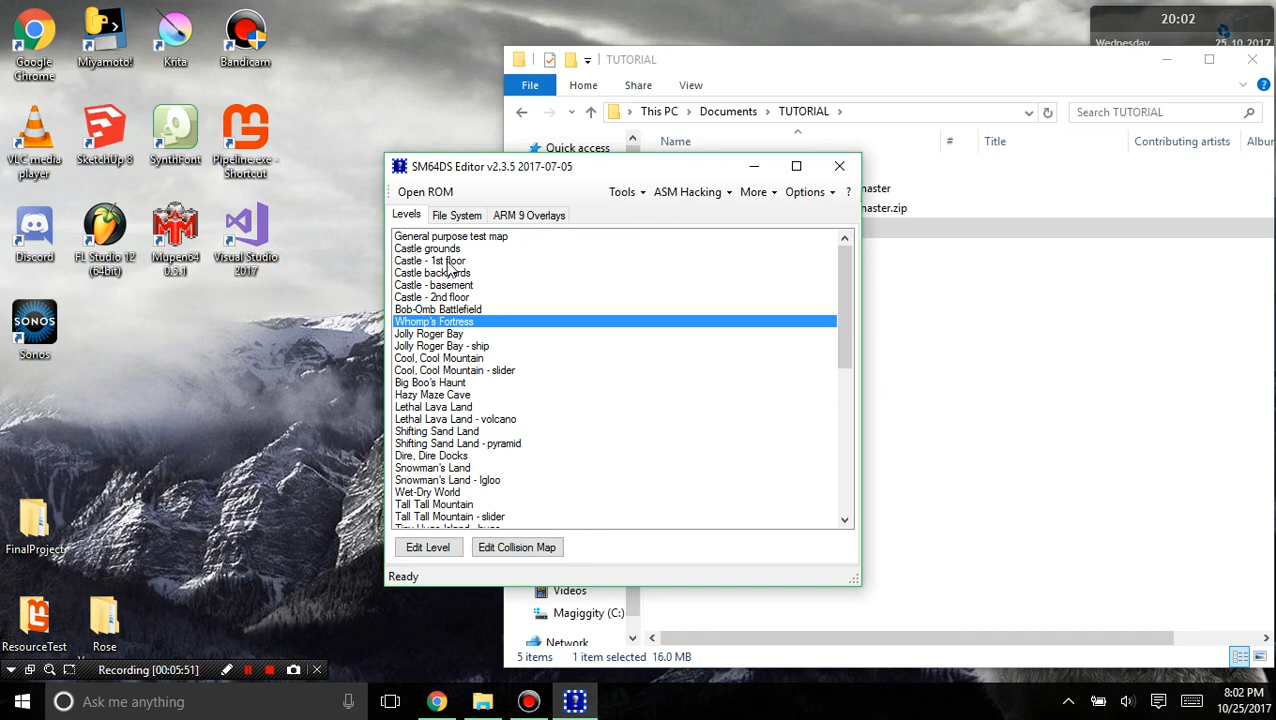 Google Chrome
Miyamoto!
Krita
Bandicam
VLC media player
SketchUp 8
SynthFont
Pipeline.exe - Shortcut
Discord
FL Studio 12 (64bit)
Mupen64 0.5.1
Visual Studio 2017
Sonos
FinalProject
ResourceTest
Rose
20:02
Wednesday 25.10.2017
TUTORIAL
File Home Share View
This PC Documents TUTORIAL
Search TUTORIAL
Quick access
Name # Title Contributing artists
master
master.zip
SM64DS Editor v2.3.5 2017-07-05
Open ROM Tools ASM Hacking More Options ?
Levels File System ARM 9 Overlays
General purpose test map
Castle grounds
Castle - 1st floor
Castle backyards
Castle - basement
Castle - 2nd floor
Bob-Omb Battlefield
Whomp's Fortress
Jolly Roger Bay
Jolly Roger Bay - ship
Cool, Cool Mountain
Cool, Cool Mountain - slider
Big Boo's Haunt
Hazy Maze Cave
Lethal Lava Land
Lethal Lava Land - volcano
Shifting Sand Land
Shifting Sand Land - pyramid
Dire, Dire Docks
Snowman's Land
Snowman's Land - Igloo
Wet-Dry World
Tall Tall Mountain
Tall Tall Mountain - slider
Edit Level Edit Collision Map
Ready
Videos
Magiggity (C:)
Network
5 items 1 item selected 16.0 MB
Recording [00:05:51]
Ask me anything
8:02 PM
10/25/2017